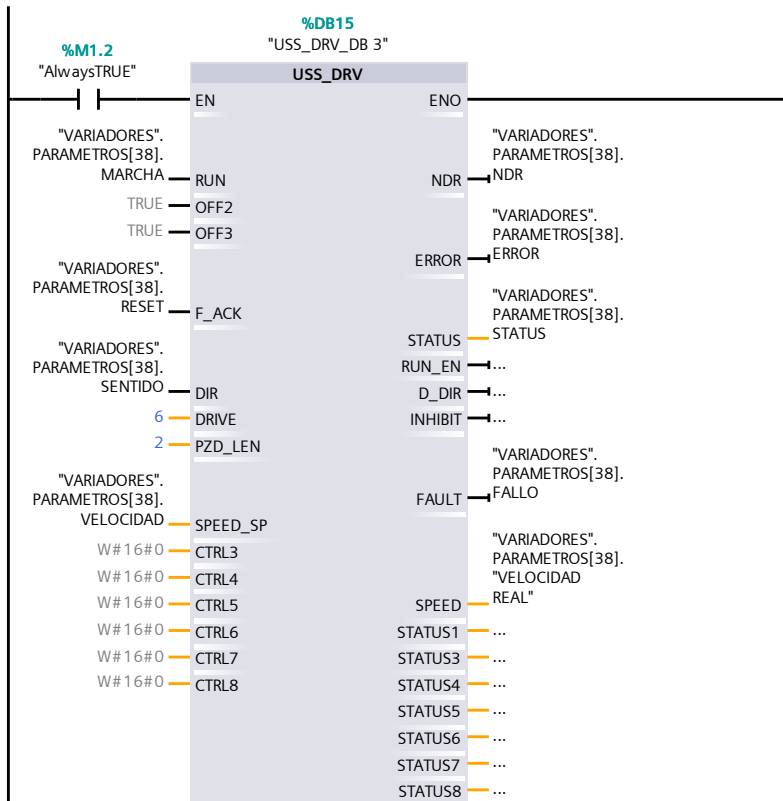 %DB15
"USS_DRV_DB 3"
%M1.2
"AlwaysTRUE"
USS_DRV
EN
ENO
"VARIADORES".
PARAMETROS[38].
MARCHA
RUN
"VARIADORES".
PARAMETROS[38].
NDR
NDR
TRUE
OFF2
TRUE
OFF3
"VARIADORES".
PARAMETROS[38].
ERROR
ERROR
"VARIADORES".
PARAMETROS[38].
RESET
F_ACK
"VARIADORES".
PARAMETROS[38].
STATUS
STATUS
RUN_EN
...
"VARIADORES".
PARAMETROS[38].
SENTIDO
DIR
D_DIR
...
6
DRIVE
INHIBIT
...
2
PZD_LEN
"VARIADORES".
PARAMETROS[38].
FAULT
FALLO
"VARIADORES".
PARAMETROS[38].
VELOCIDAD
SPEED_SP
W#16#0
CTRL3
W#16#0
CTRL4
"VARIADORES".
PARAMETROS[38].
"VELOCIDAD
REAL"
W#16#0
CTRL5
SPEED
W#16#0
CTRL6
STATUS1
...
W#16#0
CTRL7
STATUS3
...
W#16#0
CTRL8
STATUS4
...
STATUS5
...
STATUS6
...
STATUS7
...
STATUS8
...